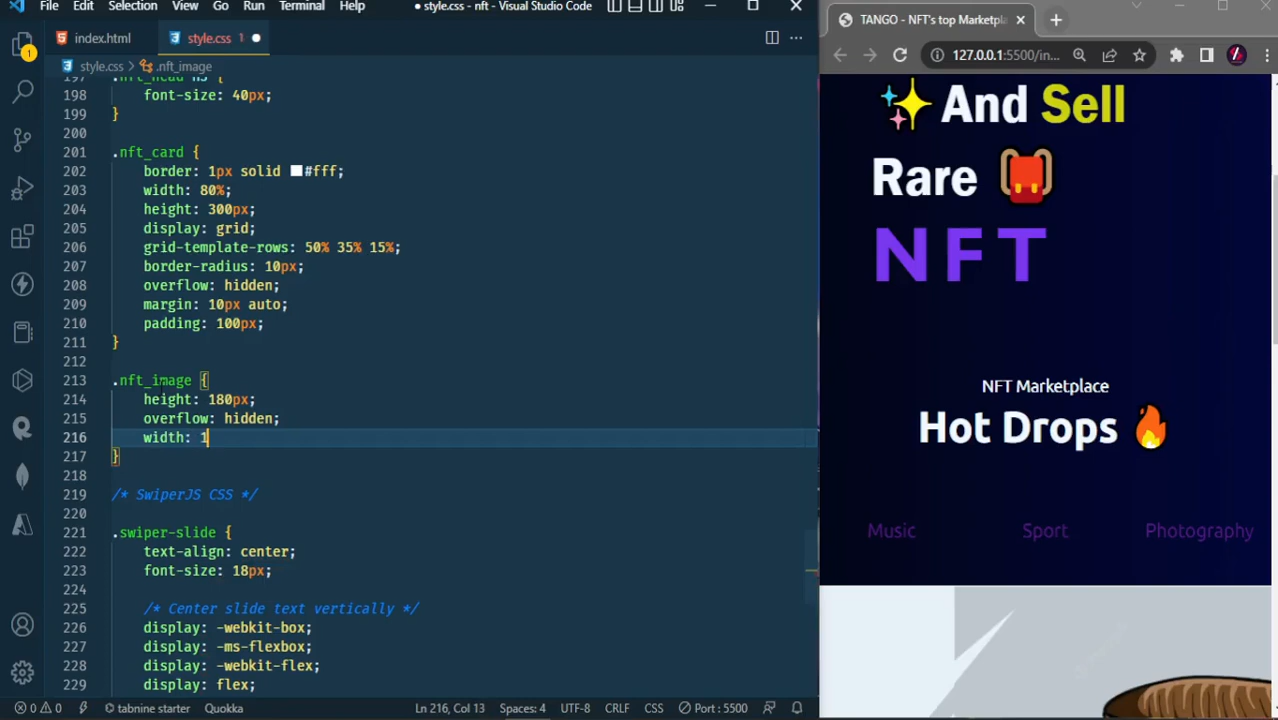 File Edit View Go Run Terminal Help
style.css - nft - Visual Studio Code
index.html
style.css 1
style.css > .nft_image
197 .nft_head h3 {
198 font-size: 40px;
199 }
200
201 .nft_card {
202 border: 1px solid #fff;
203 width: 80%;
204 height: 300px;
205 display: grid;
206 grid-template-rows: 50% 35% 15%;
207 border-radius: 10px;
208 overflow: hidden;
209 margin: 10px auto;
210 padding: 100px;
211 }
212
213 .nft_image {
214 height: 180px;
215 overflow: hidden;
216 width: 1
217 }
218
219 /* SwiperJS CSS */
220
221 .swiper-slide {
222 text-align: center;
223 font-size: 18px;
224
225 /* Center slide text vertically */
226 display: -webkit-box;
227 display: -ms-flexbox;
228 display: -webkit-flex;
229 display: flex;
1
0 0 tabnine starter Quokka Ln 216, Col 13 Spaces: 4 UTF-8 CRLF CSS Port : 5500
TANGO - NFT's top Marketpl
127.0.0.1:5500/in...
And Sell
Rare
NFT
NFT Marketplace
Hot Drops
Music Sport Photography